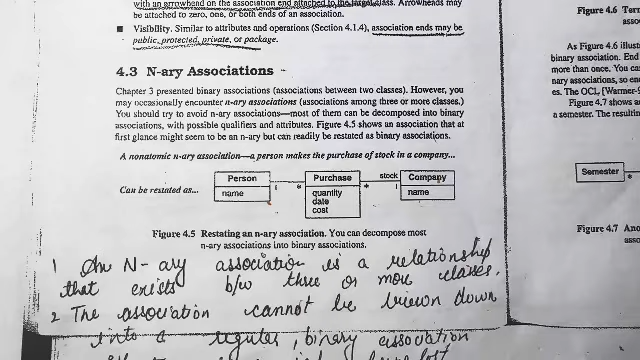 with an arrowhead on the association end attached to the target class. Arrowheads may
be attached to zero, one, or both ends of an association.
■ Visibility. Similar to attributes and operations (Section 4.1.4), association ends may be
public, protected, private, or package.
4.3 N-ary Associations
Chapter 3 presented binary associations (associations between two classes). However, you
may occasionally encounter n-ary associations (associations among three or more classes.)
You should try to avoid n-ary associations—most of them can be decomposed into binary
associations, with possible qualifiers and attributes. Figure 4.5 shows an association that at
first glance might seem to be an n-ary but can readily be restated as binary associations.
A nonatomic n-ary association—a person makes the purchase of stock in a company...
Can be restated as...
Person
name
1
*
Purchase
quantity
date
cost
*
stock
1
Company
name
Figure 4.5 Restating an n-ary association. You can decompose most
n-ary associations into binary associations.
1 An N-ary association is a relationship
that exists b/w three or more classes.
2 The association cannot be broken down
into a regular, binary association
Figure 4.6
As Figure 4.6
binary association. End
more than once. You ca
nary associations, so
es. The OCL [Warmer-
Figure 4.7 shows a
a semester. The resultin
Semester
*
Figure 4.7
asso